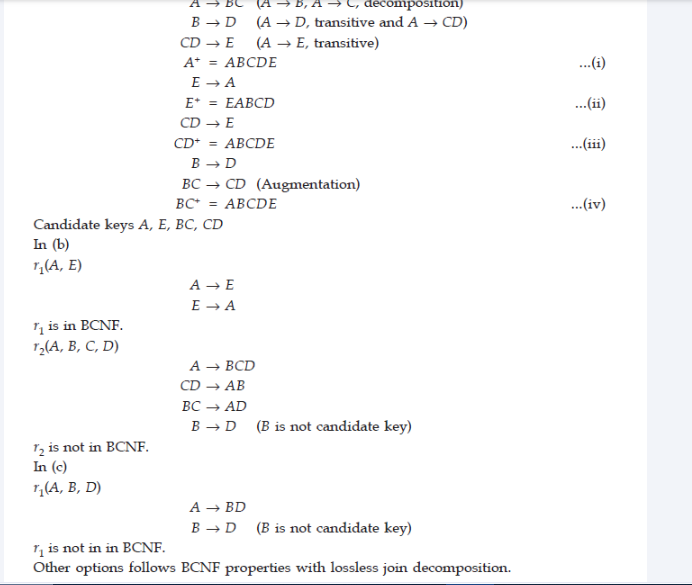 A → BC (A → B, A → C, decomposition)
B → D (A → D, transitive and A → CD)
CD → E (A → E, transitive)
A⁺ = ABCDE ...(i)
E → A
E⁺ = EABCD ...(ii)
CD → E
CD⁺ = ABCDE ...(iii)
B → D
BC → CD (Augmentation)
BC⁺ = ABCDE ...(iv)
Candidate keys A, E, BC, CD
In (b)
r₁(A, E)
A → E
E → A
r₁ is in BCNF.
r₂(A, B, C, D)
A → BCD
CD → AB
BC → AD
B → D (B is not candidate key)
r₂ is not in BCNF.
In (c)
r₁(A, B, D)
A → BD
B → D (B is not candidate key)
r₁ is not in in BCNF.
Other options follows BCNF properties with lossless join decomposition.